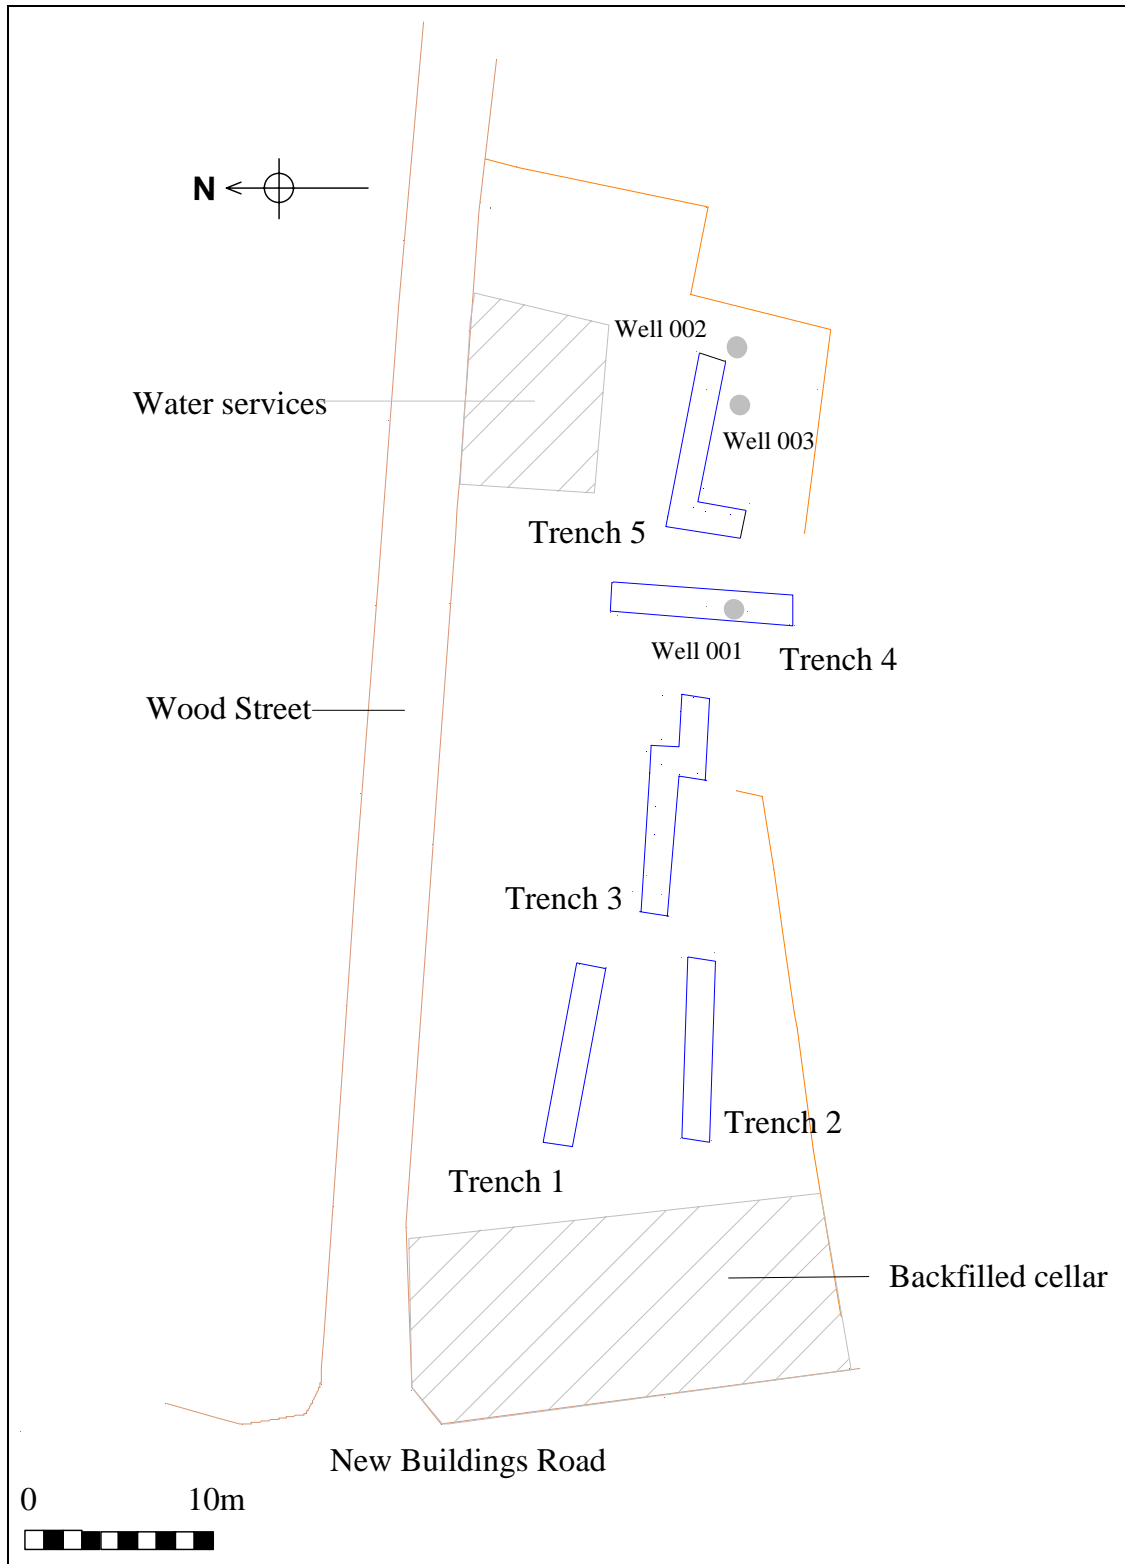 N
Well 002
Water services
Well 003
Trench 5
Well 001
Trench 4
Wood Street
Trench 3
Trench 2
Trench 1
Backfilled cellar
New Buildings Road
0 10m